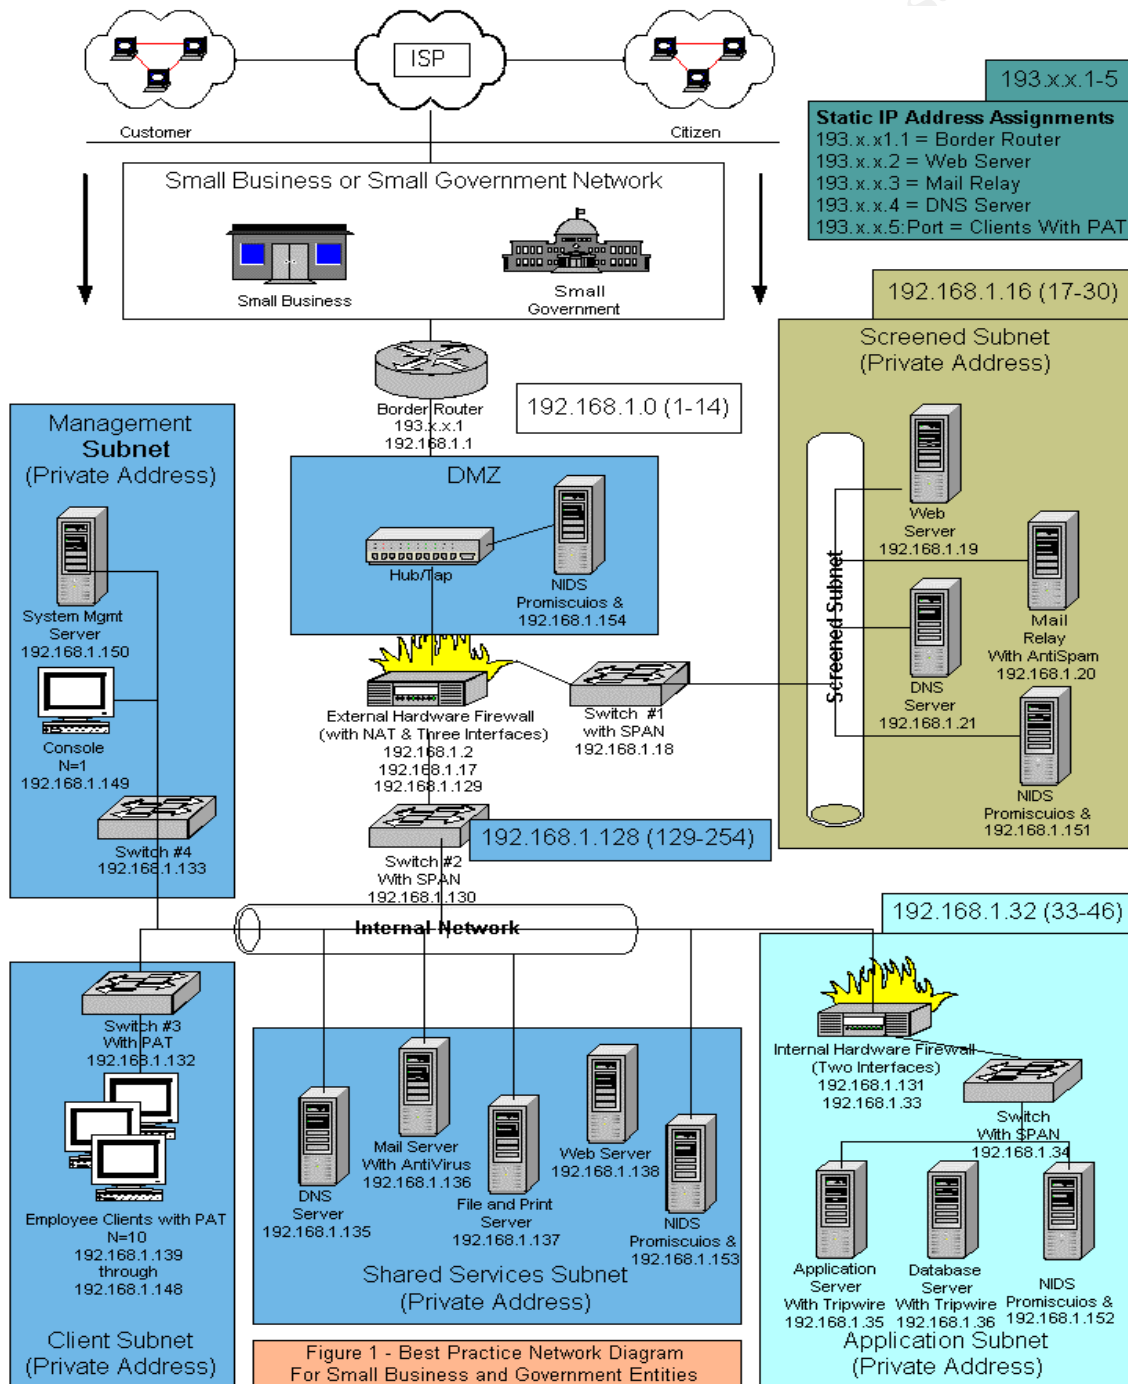 ISP
Customer
Citizen
193.x.x.1-5
Static IP Address Assignments
193.x.x1.1 = Border Router
193.x.x.2 = Web Server
193.x.x.3 = Mail Relay
193.x.x.4 = DNS Server
193.x.x.5:Port = Clients With PAT
Small Business or Small Government Network
Small Business
Small
Government
192.168.1.16 (17-30)
Screened Subnet
(Private Address)
Border Router
193.x.x.1
192.168.1.1
192.168.1.0 (1-14)
Management
Subnet
(Private Address)
System Mgmt
Server
192.168.1.150
Console
N=1
192.168.1.149
Switch #4
192.168.1.133
DMZ
Hub/Tap
NIDS
Promiscuios &
192.168.1.154
External Hardware Firewall
(with NAT & Three Interfaces)
192.168.1.2
192.168.1.17
192.168.1.129
Switch #1
with SPAN
192.168.1.18
Screened Subnet
Web
Server
192.168.1.19
Mail
Relay
With AntiSpam
192.168.1.20
DNS
Server
192.168.1.21
NIDS
Promiscuios &
192.168.1.151
192.168.1.128 (129-254)
Switch #2
With SPAN
192.168.1.130
Internal Network
192.168.1.32 (33-46)
Switch #3
With PAT
192.168.1.132
Employee Clients with PAT
N=10
192.168.1.139
through
192.168.1.148
Client Subnet
(Private Address)
DNS
Server
192.168.1.135
Mail Server
With AntiVirus
192.168.1.136
File and Print
Server
192.168.1.137
Web Server
192.168.1.138
NIDS
Promiscuios &
192.168.1.153
Shared Services Subnet
(Private Address)
Internal Hardware Firewall
(Two Interfaces)
192.168.1.131
192.168.1.33
Switch
With SPAN
192.168.1.34
Application
Server
With Tripwire
192.168.1.35
Database
Server
With Tripwire
192.168.1.36
NIDS
Promiscuios &
192.168.1.152
Application Subnet
(Private Address)
Figure 1 - Best Practice Network Diagram
For Small Business and Government Entities